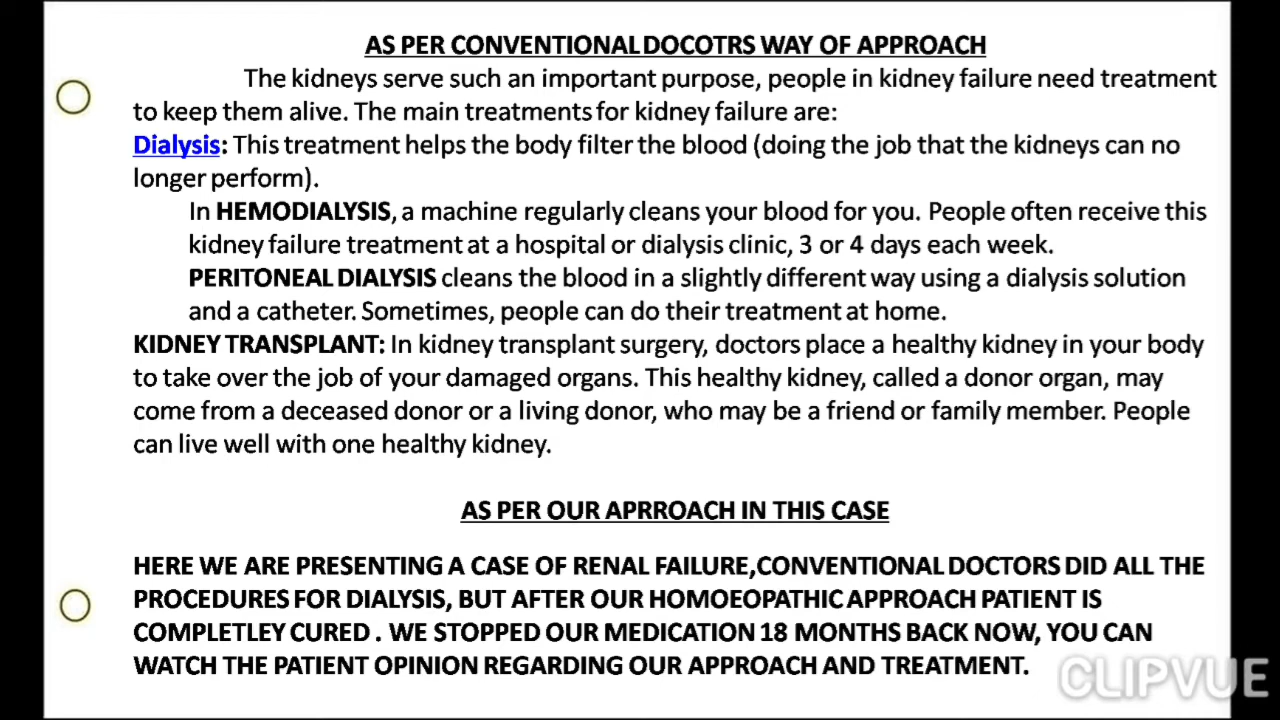 AS PER CONVENTIONAL DOCOTRS WAY OF APPROACH
The kidneys serve such an important purpose, people in kidney failure need treatment
to keep them alive. The main treatments for kidney failure are:
Dialysis: This treatment helps the body filter the blood (doing the job that the kidneys can no
longer perform).
In HEMODIALYSIS, a machine regularly cleans your blood for you. People often receive this
kidney failure treatment at a hospital or dialysis clinic, 3 or 4 days each week.
PERITONEAL DIALYSIS cleans the blood in a slightly different way using a dialysis solution
and a catheter. Sometimes, people can do their treatment at home.
KIDNEY TRANSPLANT: In kidney transplant surgery, doctors place a healthy kidney in your body
to take over the job of your damaged organs. This healthy kidney, called a donor organ, may
come from a deceased donor or a living donor, who may be a friend or family member. People
can live well with one healthy kidney.
AS PER OUR APRROACH IN THIS CASE
HERE WE ARE PRESENTING A CASE OF RENAL FAILURE,CONVENTIONAL DOCTORS DID ALL THE
PROCEDURES FOR DIALYSIS, BUT AFTER OUR HOMOEOPATHIC APPROACH PATIENT IS
COMPLETLEY CURED . WE STOPPED OUR MEDICATION 18 MONTHS BACK NOW, YOU CAN
WATCH THE PATIENT OPINION REGARDING OUR APPROACH AND TREATMENT.
CLIPVUE